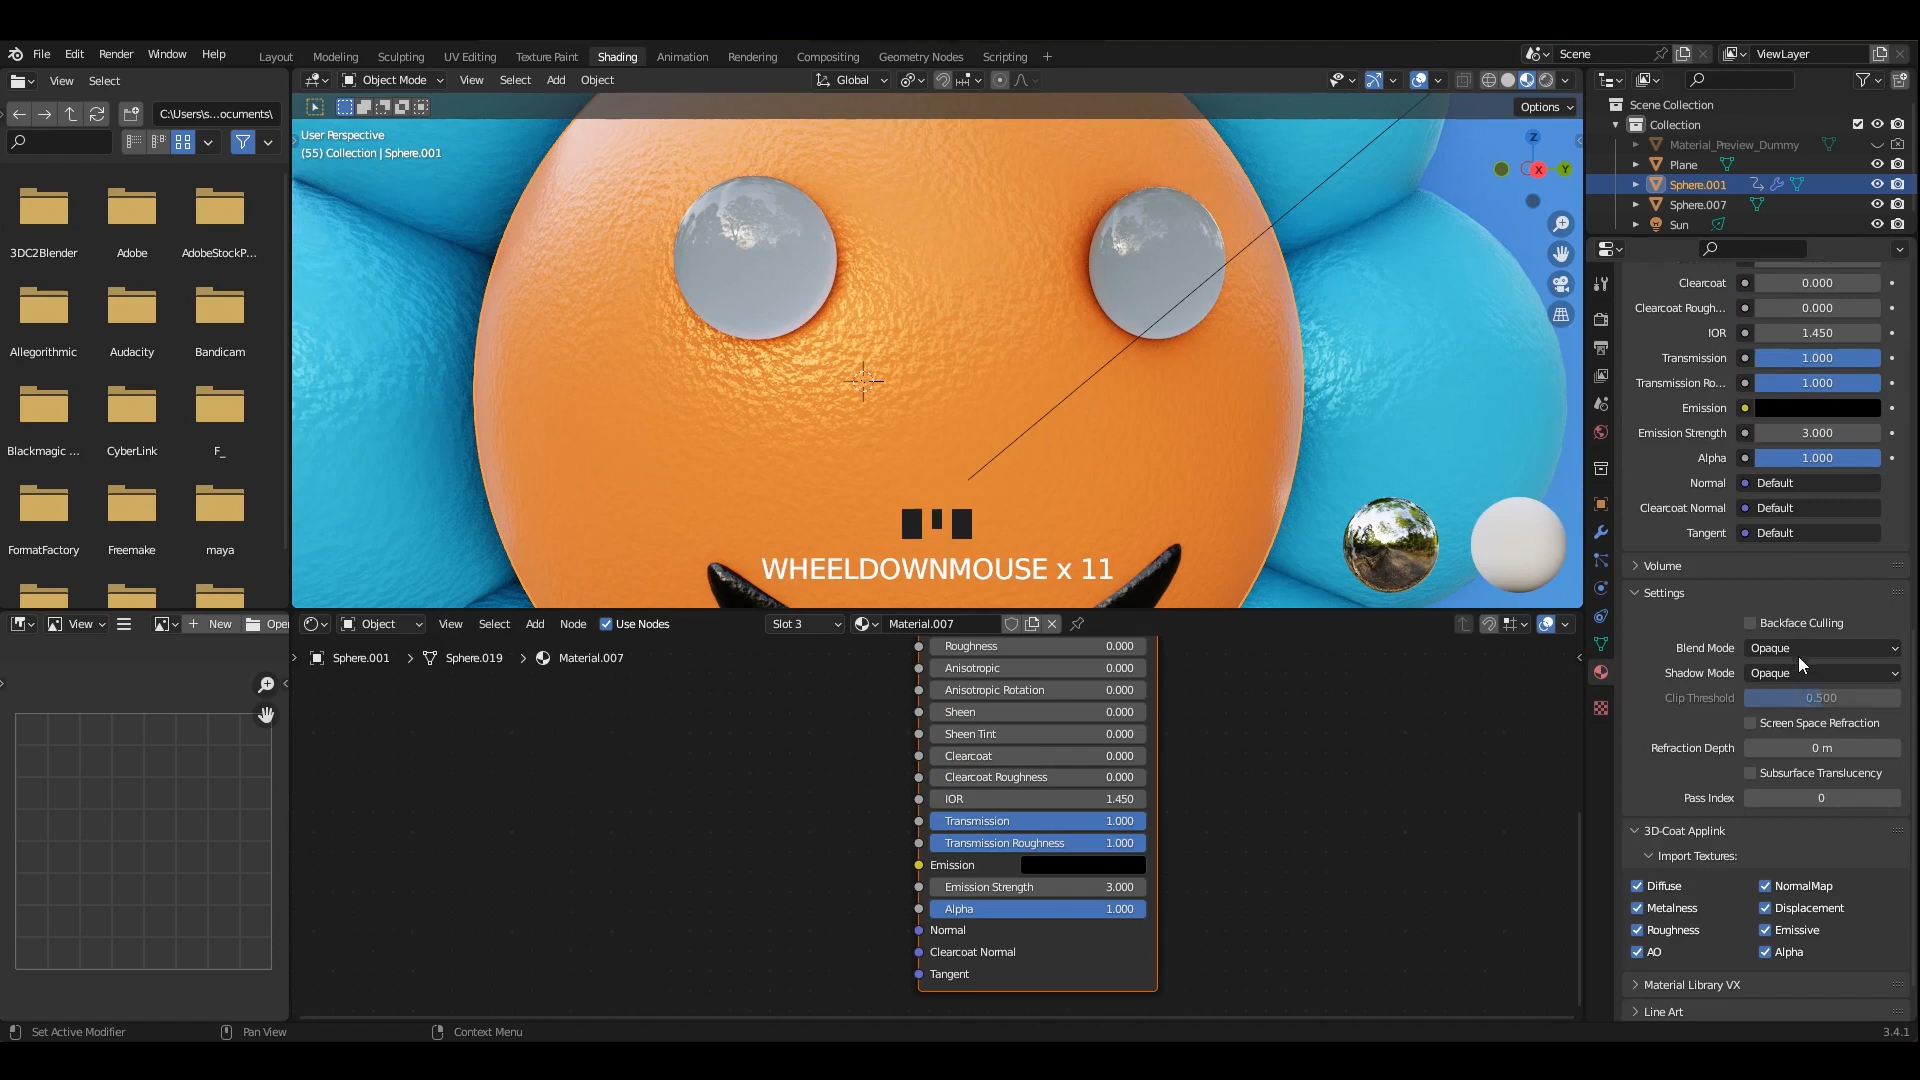 File Edit Render Window Help
Layout Modeling Sculpting UV Editing Texture Paint Shading Animation Rendering Compositing Geometry Nodes Scripting +
Scene
ViewLayer
View Select
Object Mode View Select Add Object
Global
C:\Users\s...ocuments\
Options
User Perspective
(55) Collection | Sphere.001
Z
X
Y
3DC2Blender Adobe AdobeStockP...
Allegorithmic Audacity Bandicam
Blackmagic ... CyberLink F_
FormatFactory Freemake maya
WHEELDOWNMOUSE x 11
Scene Collection
Collection
Material_Preview_Dummy
Plane
Sphere.001
Sphere.007
Sun
Clearcoat 0.000
Clearcoat Rough... 0.000
IOR 1.450
Transmission 1.000
Transmission Ro... 1.000
Emission
Emission Strength 3.000
Alpha 1.000
Normal Default
Clearcoat Normal Default
Tangent Default
Volume
Settings
Backface Culling
Blend Mode Opaque
Shadow Mode Opaque
Clip Threshold 0.500
Screen Space Refraction
Refraction Depth 0 m
Subsurface Translucency
Pass Index 0
3D-Coat Applink
Import Textures:
Diffuse NormalMap
Metalness Displacement
Roughness Emissive
AO Alpha
Material Library VX
Line Art
View + New Open
Object View Select Add Node Use Nodes Slot 3 Material.007
Sphere.001 > Sphere.019 > Material.007
Roughness 0.000
Anisotropic 0.000
Anisotropic Rotation 0.000
Sheen 0.000
Sheen Tint 0.000
Clearcoat 0.000
Clearcoat Roughness 0.000
IOR 1.450
Transmission 1.000
Transmission Roughness 1.000
Emission
Emission Strength 3.000
Alpha 1.000
Normal
Clearcoat Normal
Tangent
Set Active Modifier Pan View Context Menu
3.4.1